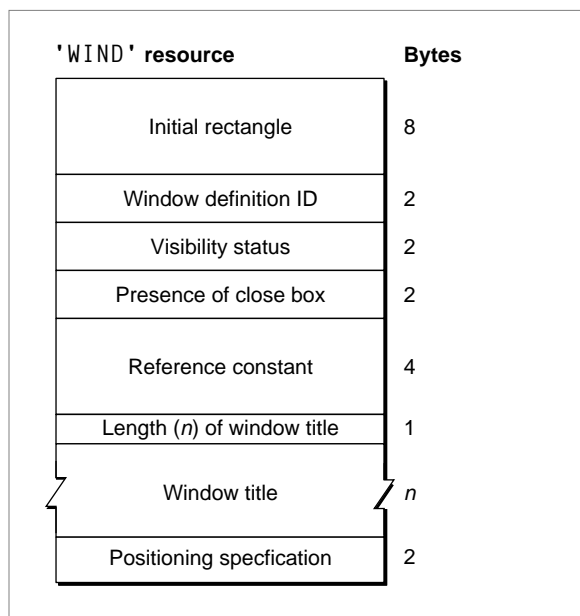 'WIND' resource Bytes
Initial rectangle 8
Window definition ID 2
Visibility status 2
Presence of close box 2
Reference constant 4
Length (n) of window title 1
Window title n
Positioning specfication 2